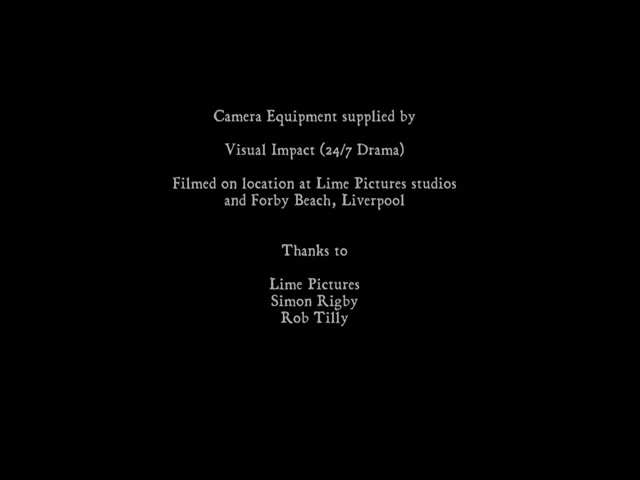 Camera Equipment supplied by
Visual Impact (24/7 Drama)
Filmed on location at Lime Pictures studios
and Forby Beach, Liverpool
Thanks to
Lime Pictures
Simon Rigby
Rob Tilly